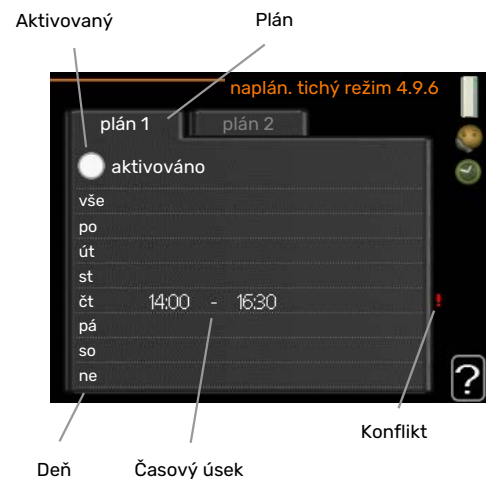 Aktivovaný
Plán
naplán. tichý režim 4.9.6
plán 1
plán 2
aktivováno
vše
po
út
st
čt 14:00 - 16:30
!
pá
so
ne
?
Konflikt
Deň
Časový úsek